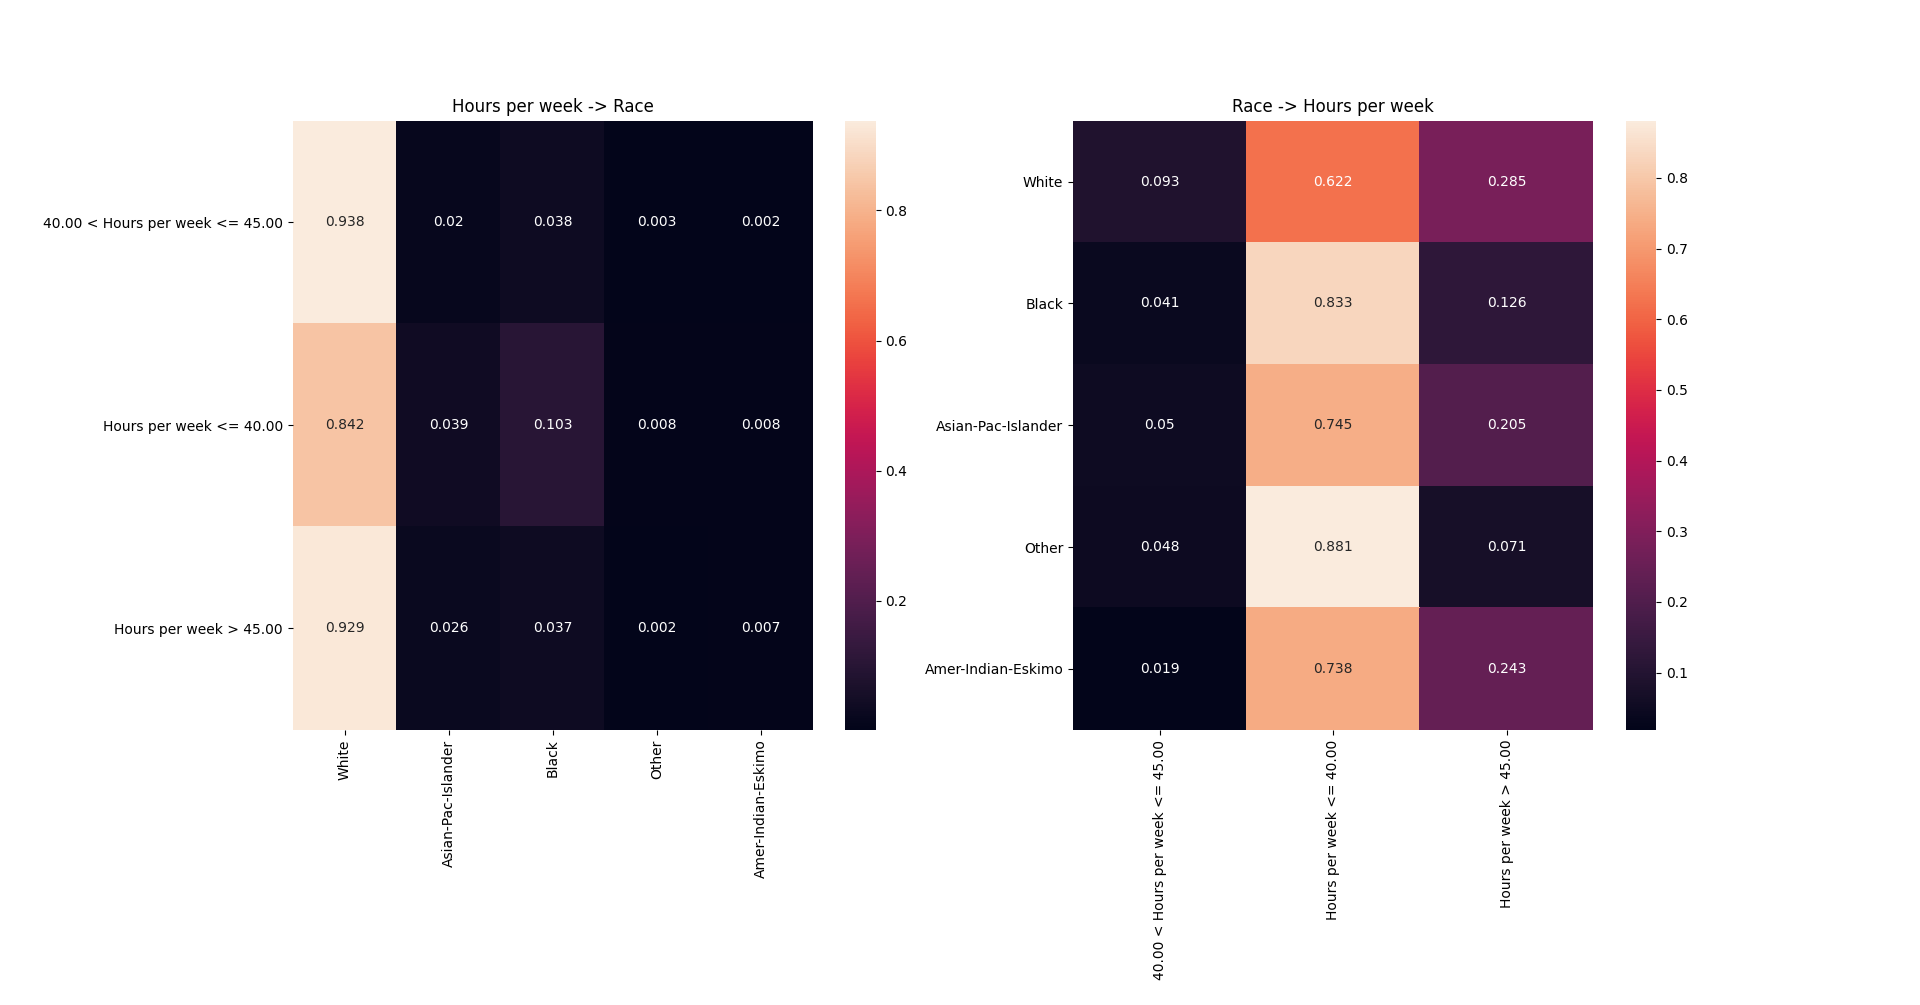 Hours per week -> Race
40.00 < Hours per week <= 45.00
0.938 0.02 0.038 0.003 0.002
Hours per week <= 40.00
0.842 0.039 0.103 0.008 0.008
Hours per week > 45.00
0.929 0.026 0.037 0.002 0.007
White
Asian-Pac-Islander
Black
Other
Amer-Indian-Eskimo
0.8
0.6
0.4
0.2
Race -> Hours per week
White 0.093 0.622 0.285
Black 0.041 0.833 0.126
Asian-Pac-Islander 0.05 0.745 0.205
Other 0.048 0.881 0.071
Amer-Indian-Eskimo 0.019 0.738 0.243
40.00 < Hours per week <= 45.00
Hours per week <= 40.00
Hours per week > 45.00
0.8
0.7
0.6
0.5
0.4
0.3
0.2
0.1